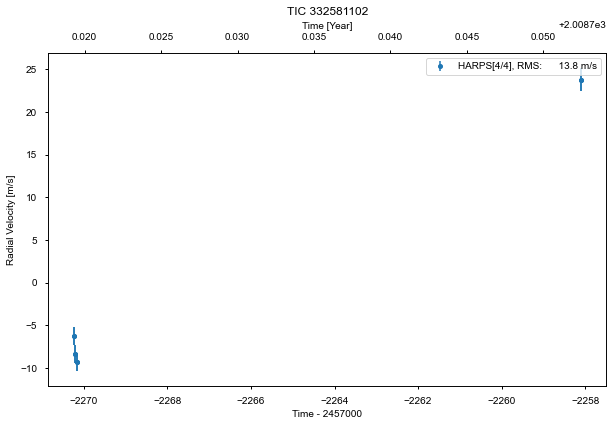 TIC 332581102
Time [Year]
+2.0087e3
0.020 0.025 0.030 0.035 0.040 0.045 0.050
HARPS[4/4], RMS: 13.8 m/s
25
20
15
10
5
0
−5
−10
Radial Velocity [m/s]
−2270 −2268 −2266 −2264 −2262 −2260 −2258
Time - 2457000